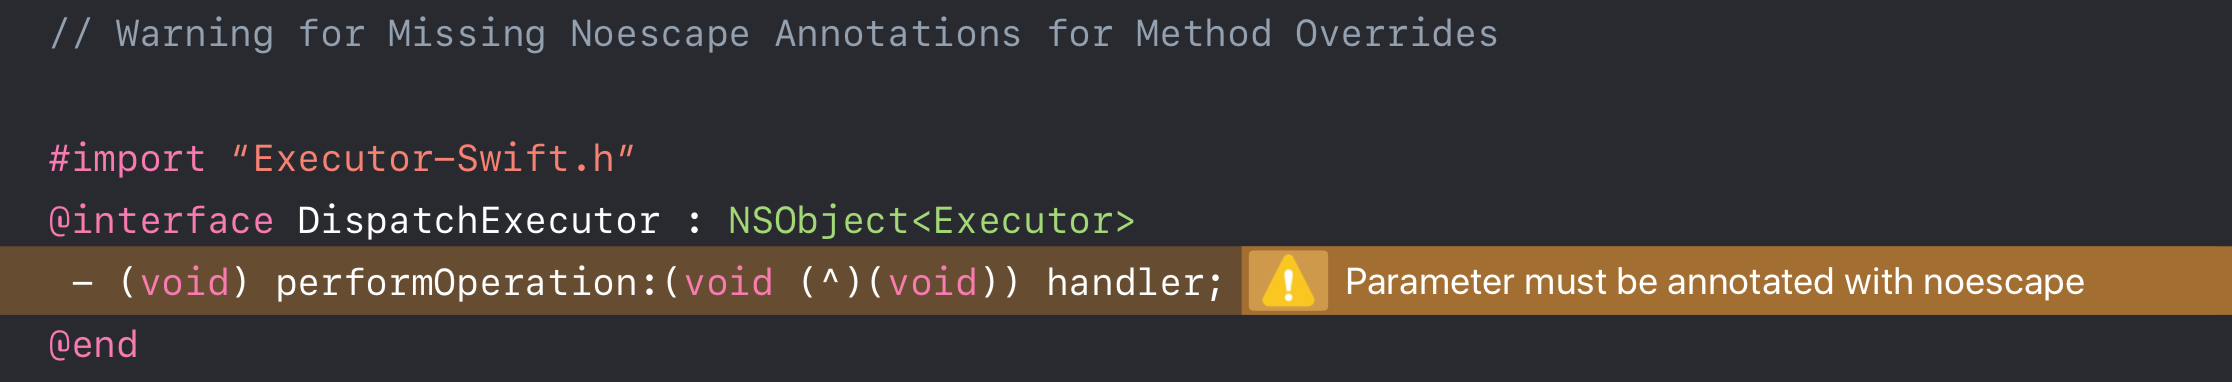 // Warning for Missing Noescape Annotations for Method Overrides
#import “Executor-Swift.h”
@interface DispatchExecutor : NSObject<Executor>
- (void) performOperation:(void (^)(void)) handler; Parameter must be annotated with noescape
@end